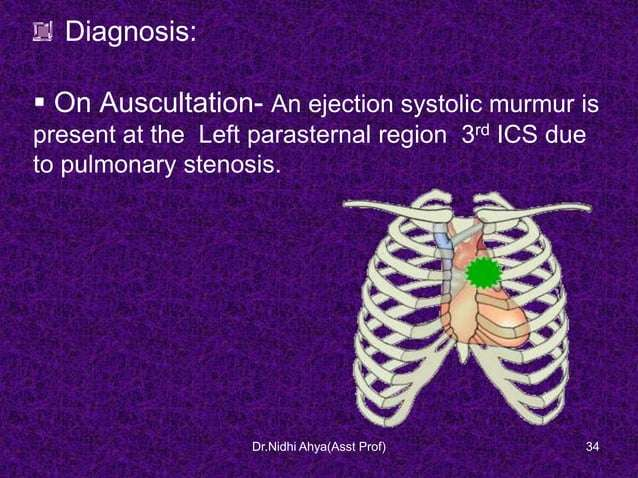 Diagnosis:
▪ On Auscultation- An ejection systolic murmur is
present at the Left parasternal region 3rd ICS due
to pulmonary stenosis.
Dr.Nidhi Ahya(Asst Prof)
34